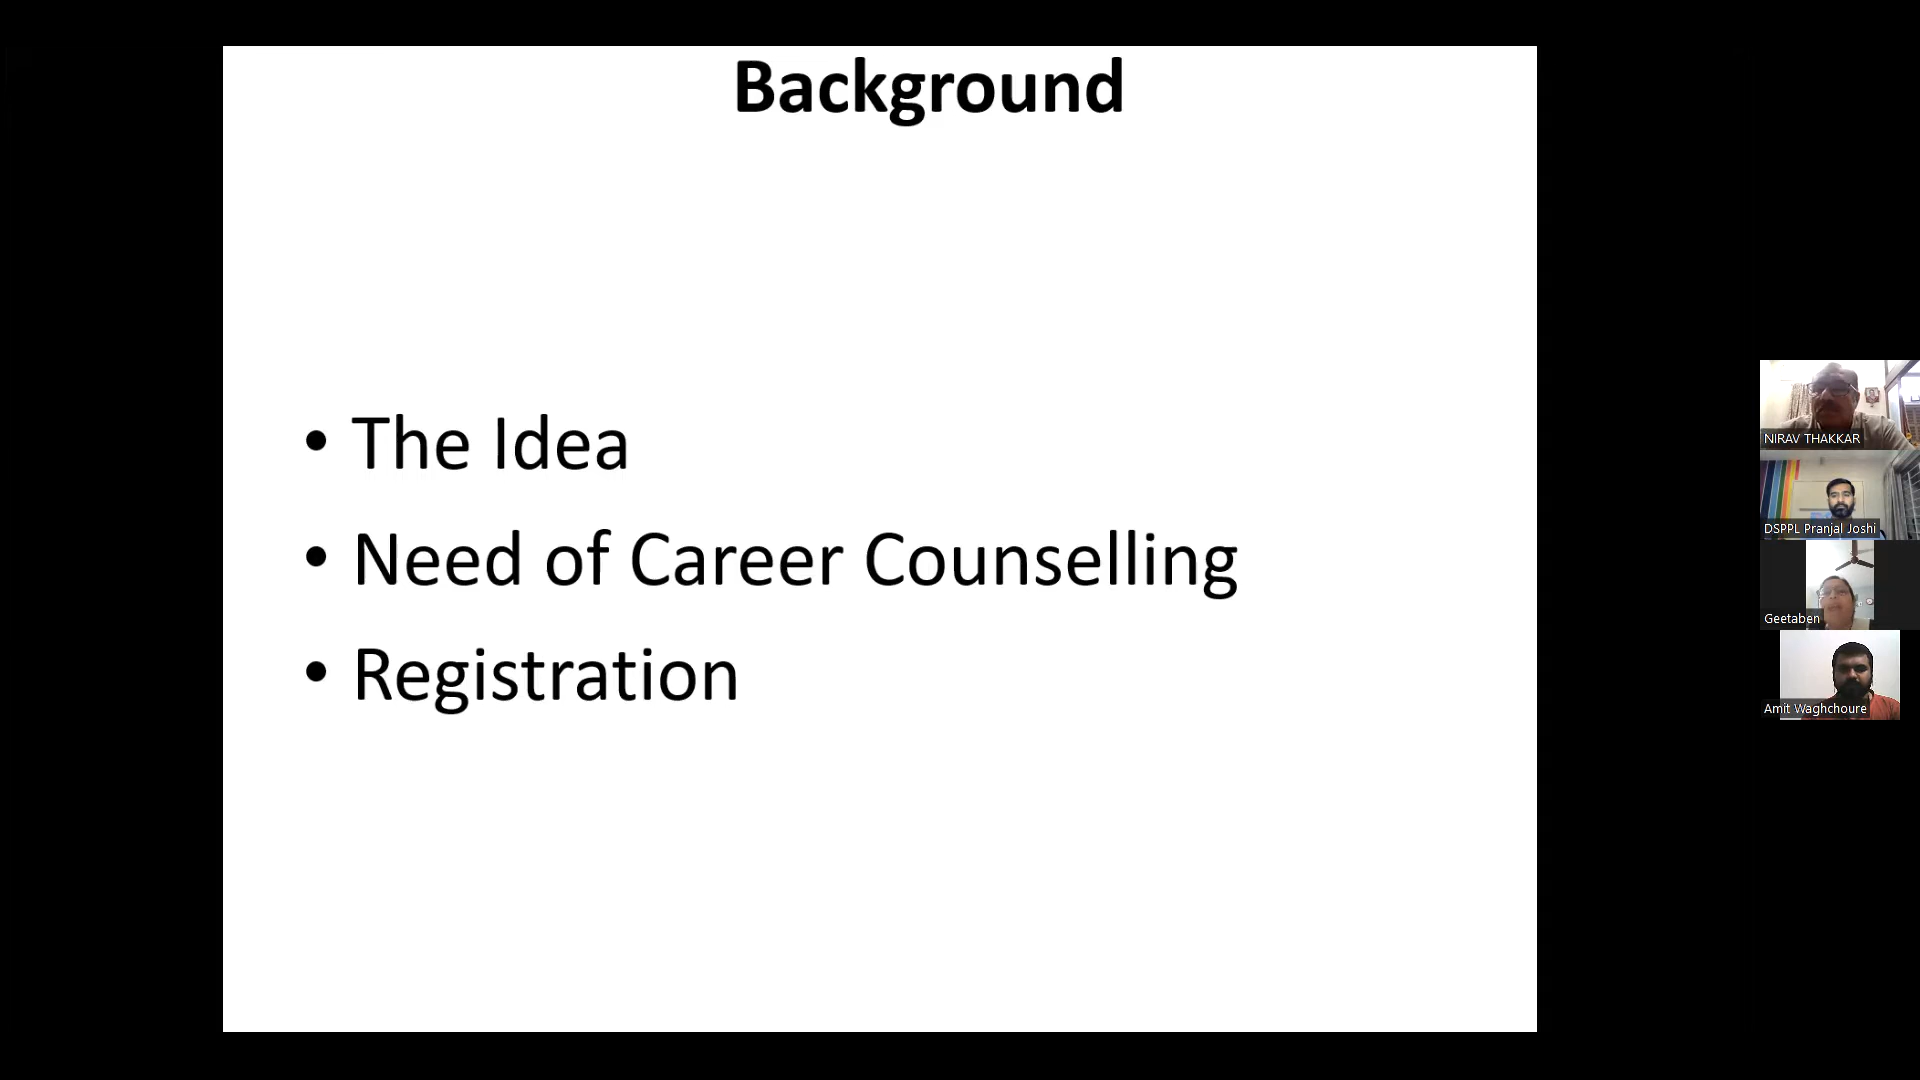 Background
• The Idea
• Need of Career Counselling
• Registration
NIRAV THAKKAR
DSPPL Pranjal Joshi
Geetaben
Amit Waghchoure